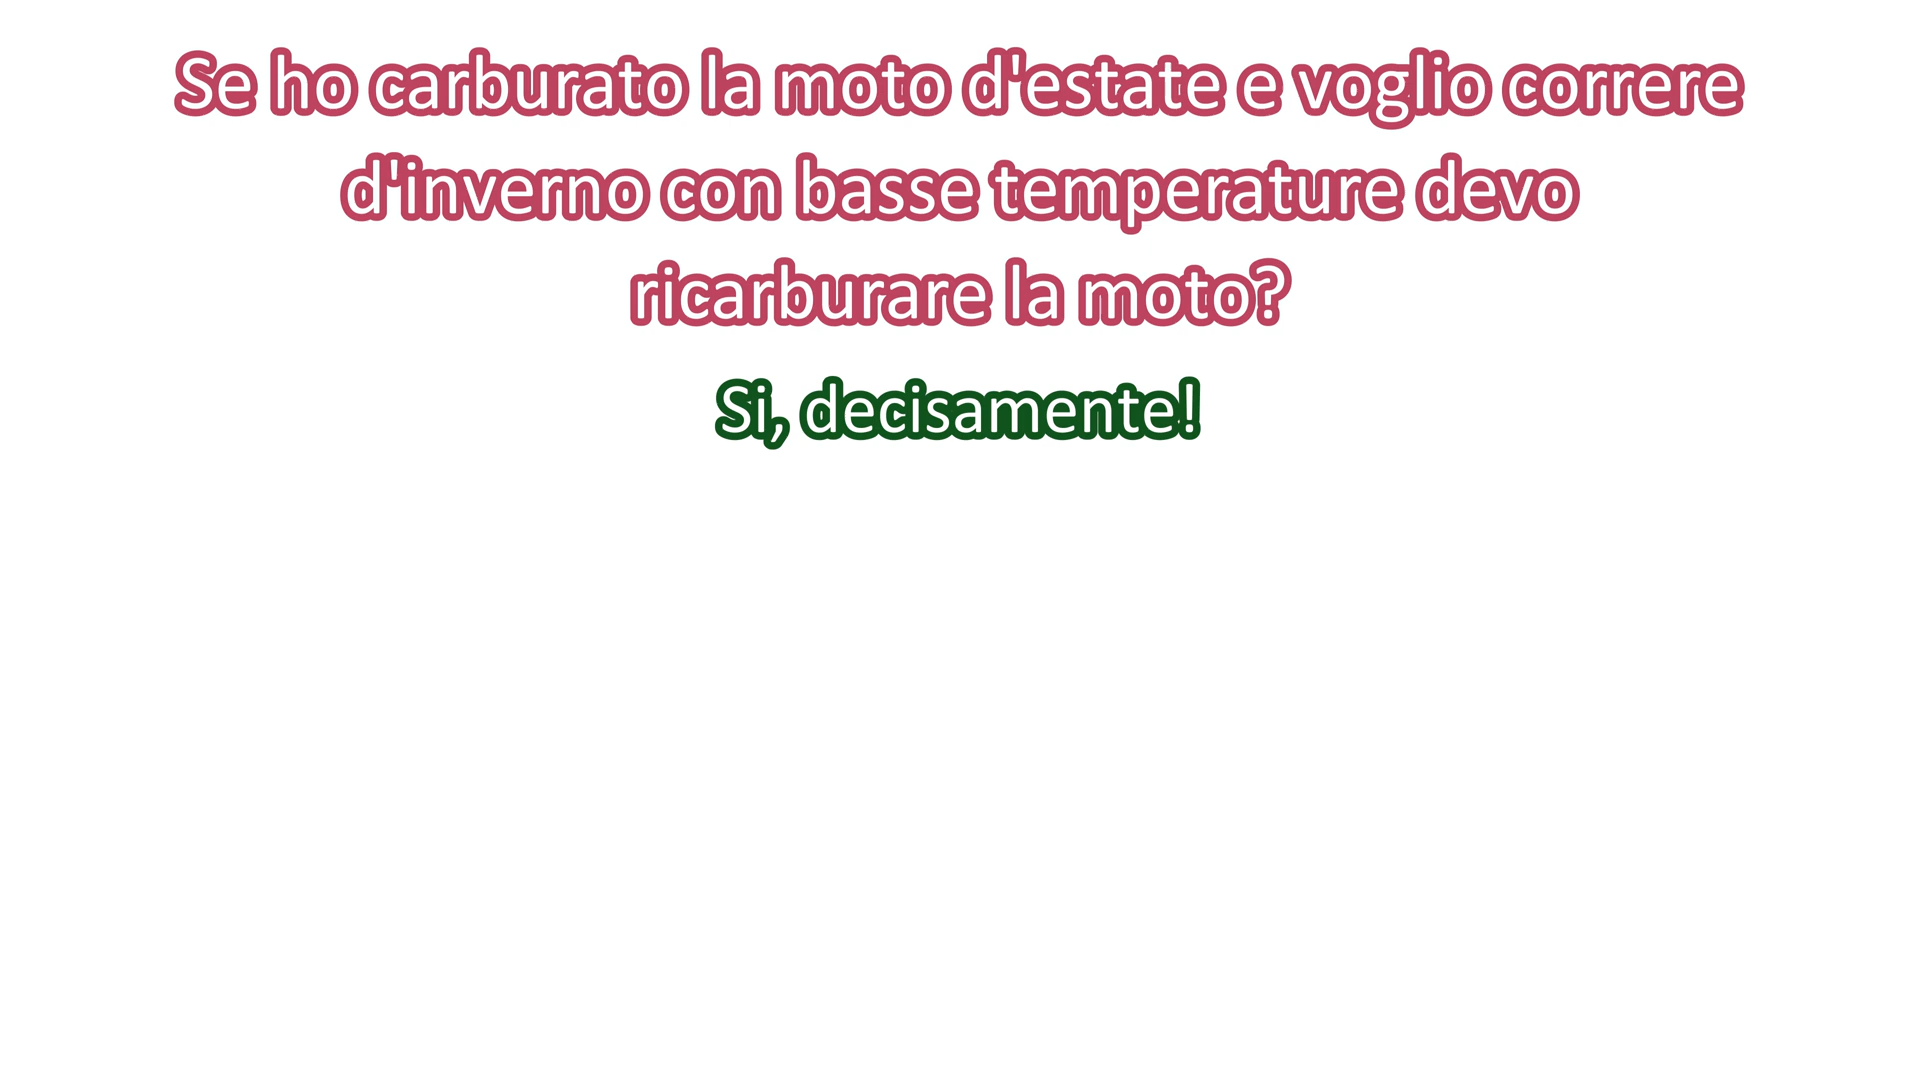 Se ho carburato la moto d'estate e voglio correre
d'inverno con basse temperature devo
ricarburare la moto?
Si, decisamente!